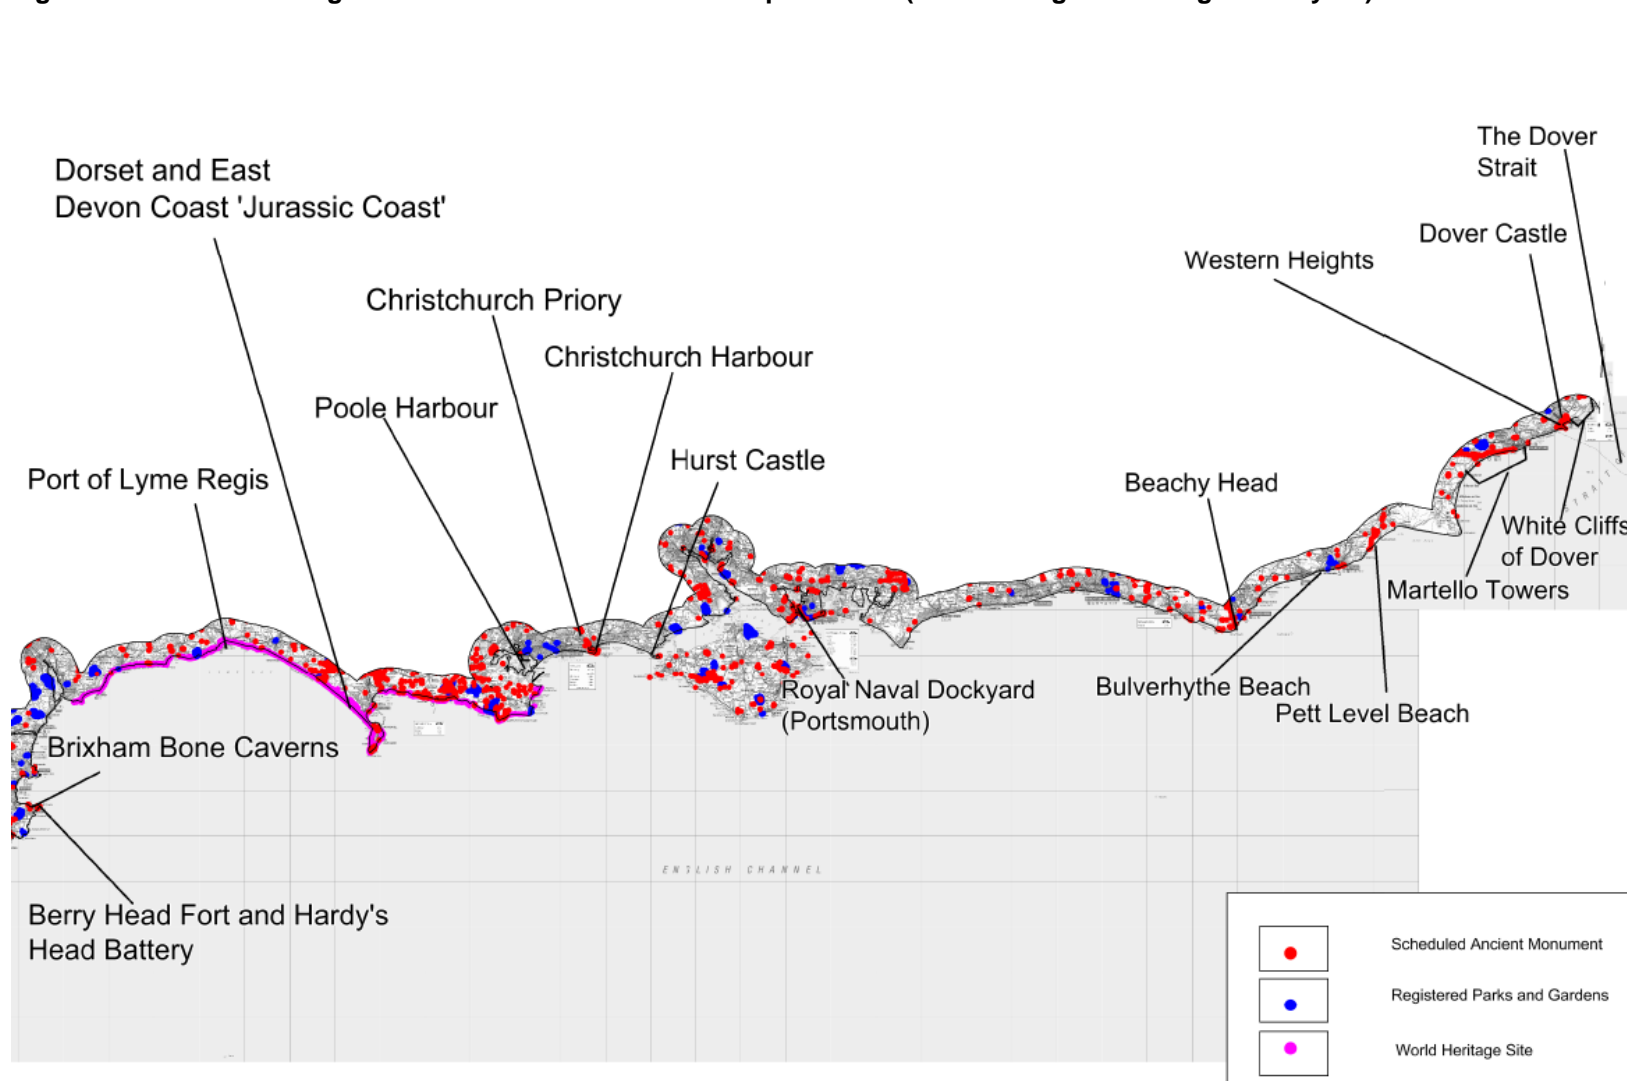 The Dover
Strait
Dorset and East
Devon Coast 'Jurassic Coast'
Dover Castle
Western Heights
Christchurch Priory
Christchurch Harbour
Poole Harbour
Hurst Castle
Port of Lyme Regis
Beachy Head
White Cliffs
of Dover
Martello Towers
Royal Naval Dockyard
(Portsmouth)
Bulverhythe Beach
Pett Level Beach
Brixham Bone Caverns
ENGLISH CHANNEL
Berry Head Fort and Hardy's
Head Battery
Scheduled Ancient Monument
Registered Parks and Gardens
World Heritage Site